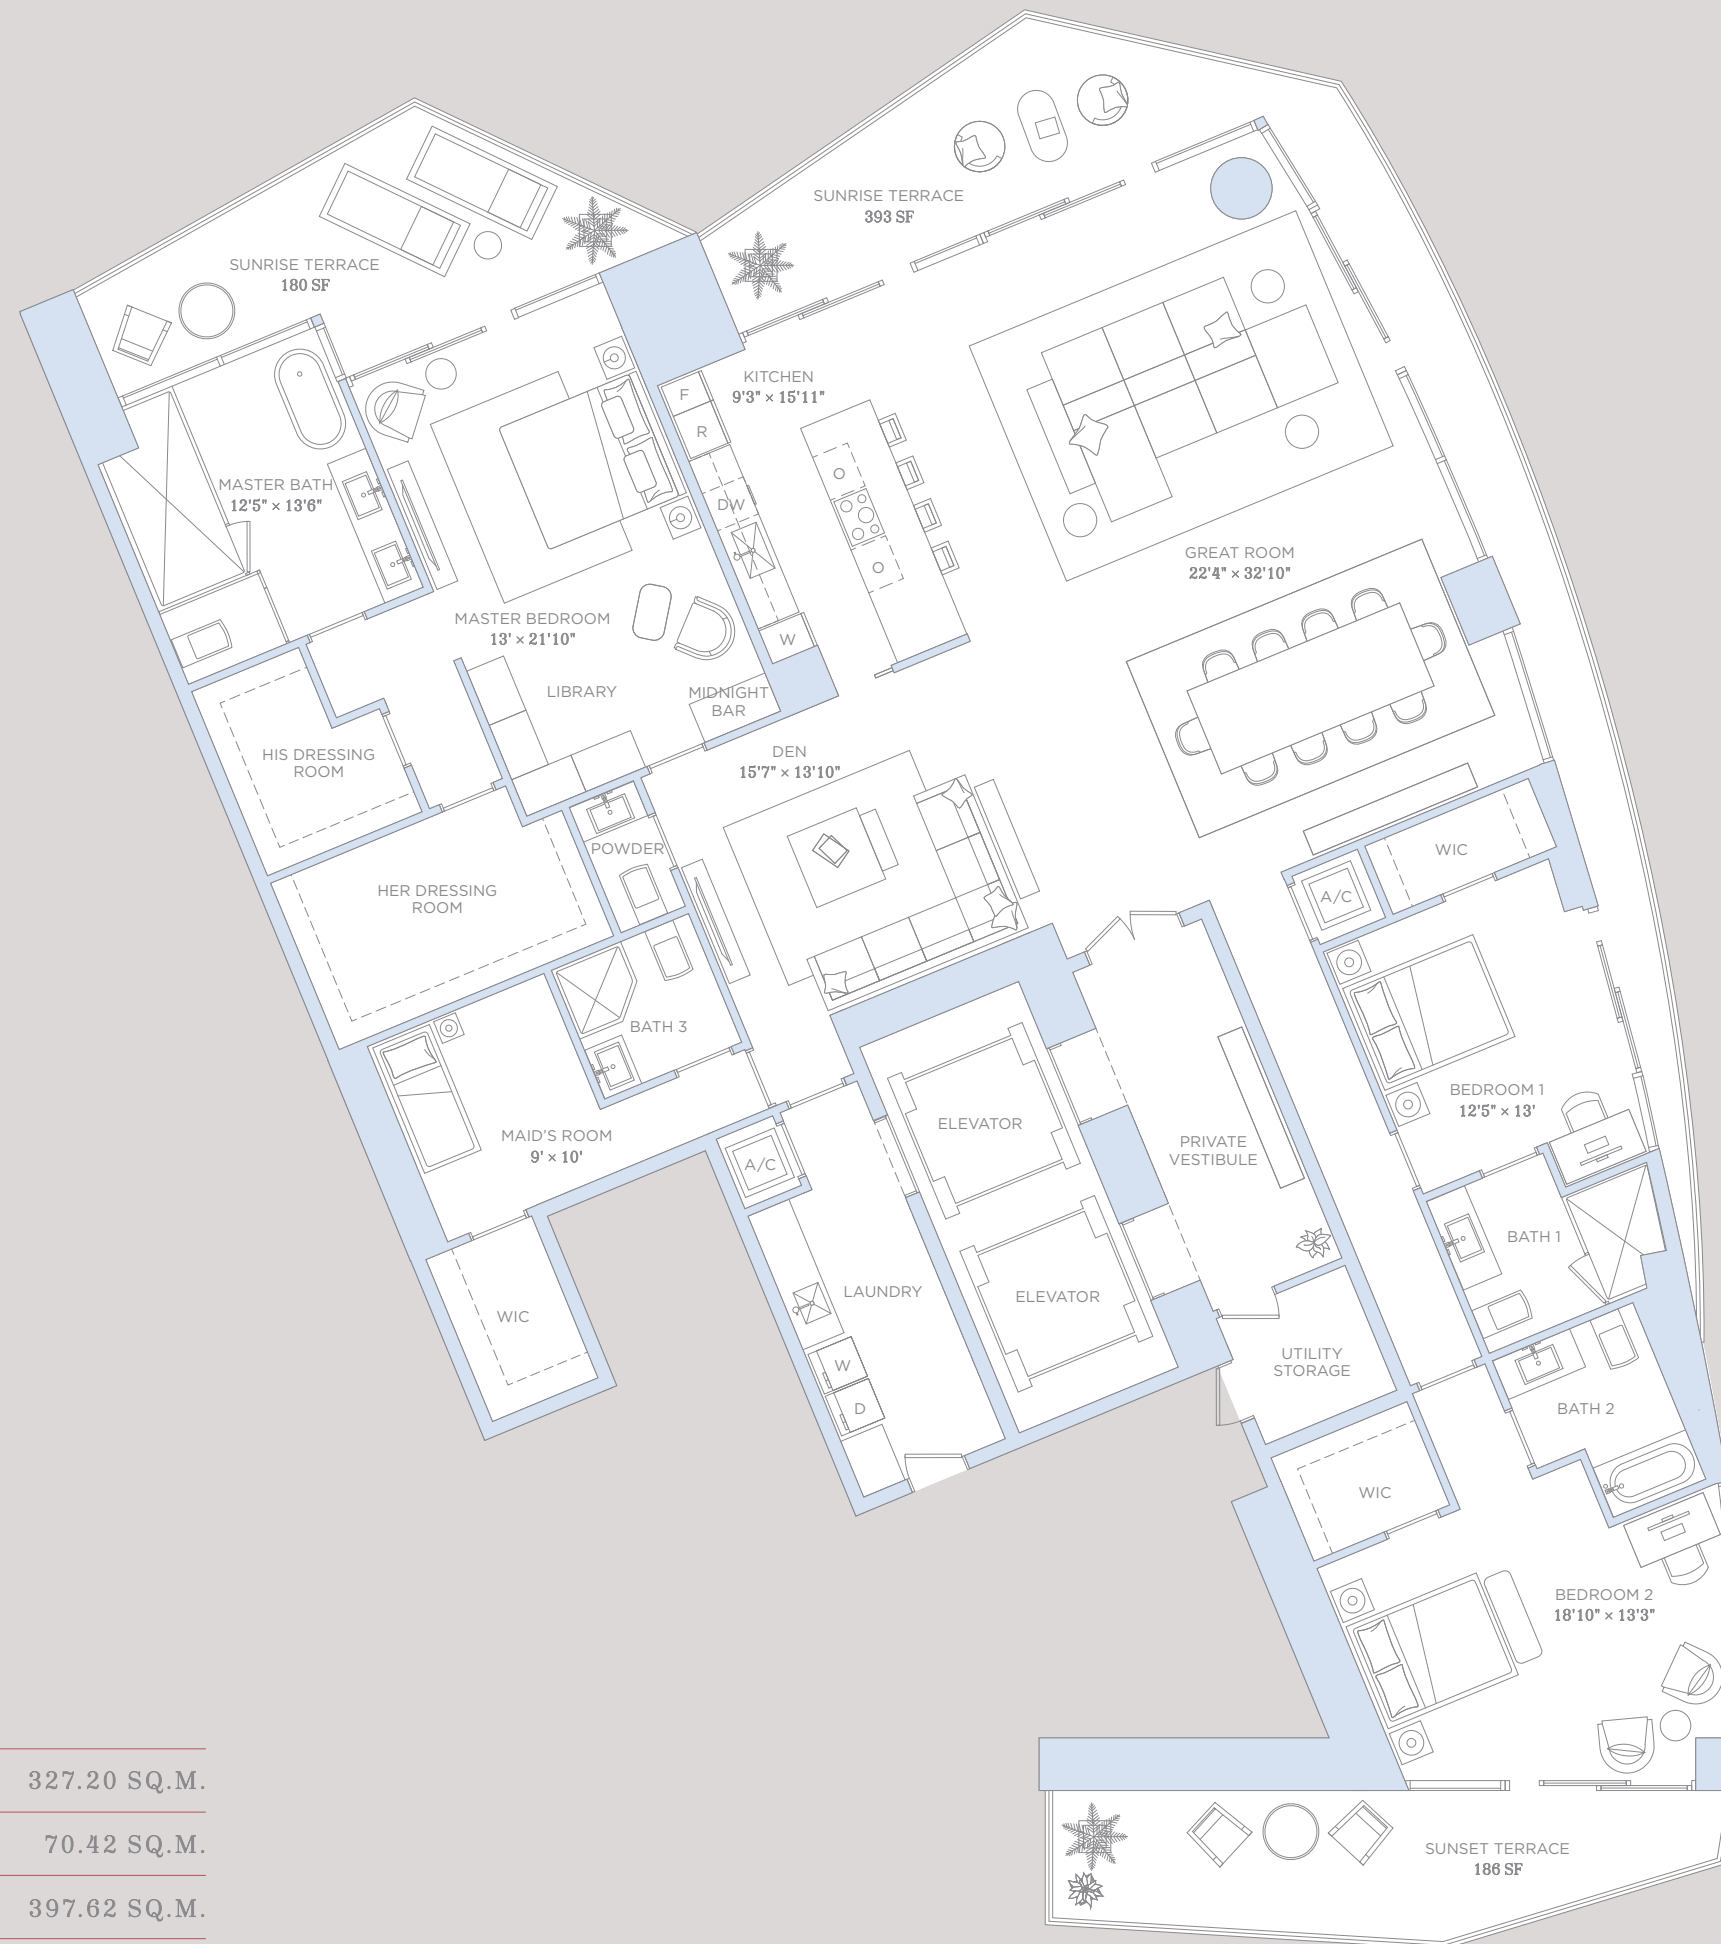 SUNRISE TERRACE
393 SF
SUNRISE TERRACE
180 SF
KITCHEN
9'3" × 15'11"
F
R
DW
W
MASTER BATH
12'5" × 13'6"
GREAT ROOM
22'4" × 32'10"
MASTER BEDROOM
13' × 21'10"
LIBRARY
MIDNIGHT
BAR
HIS DRESSING
ROOM
DEN
15'7" × 13'10"
POWDER
WIC
A/C
HER DRESSING
ROOM
BATH 3
BEDROOM 1
12'5" × 13'
MAID'S ROOM
9' × 10'
A/C
ELEVATOR
PRIVATE
VESTIBULE
BATH 1
LAUNDRY
ELEVATOR
WIC
W
D
UTILITY
STORAGE
BATH 2
WIC
BEDROOM 2
18'10" × 13'3"
SUNSET TERRACE
186 SF
327.20 SQ.M.
70.42 SQ.M.
397.62 SQ.M.